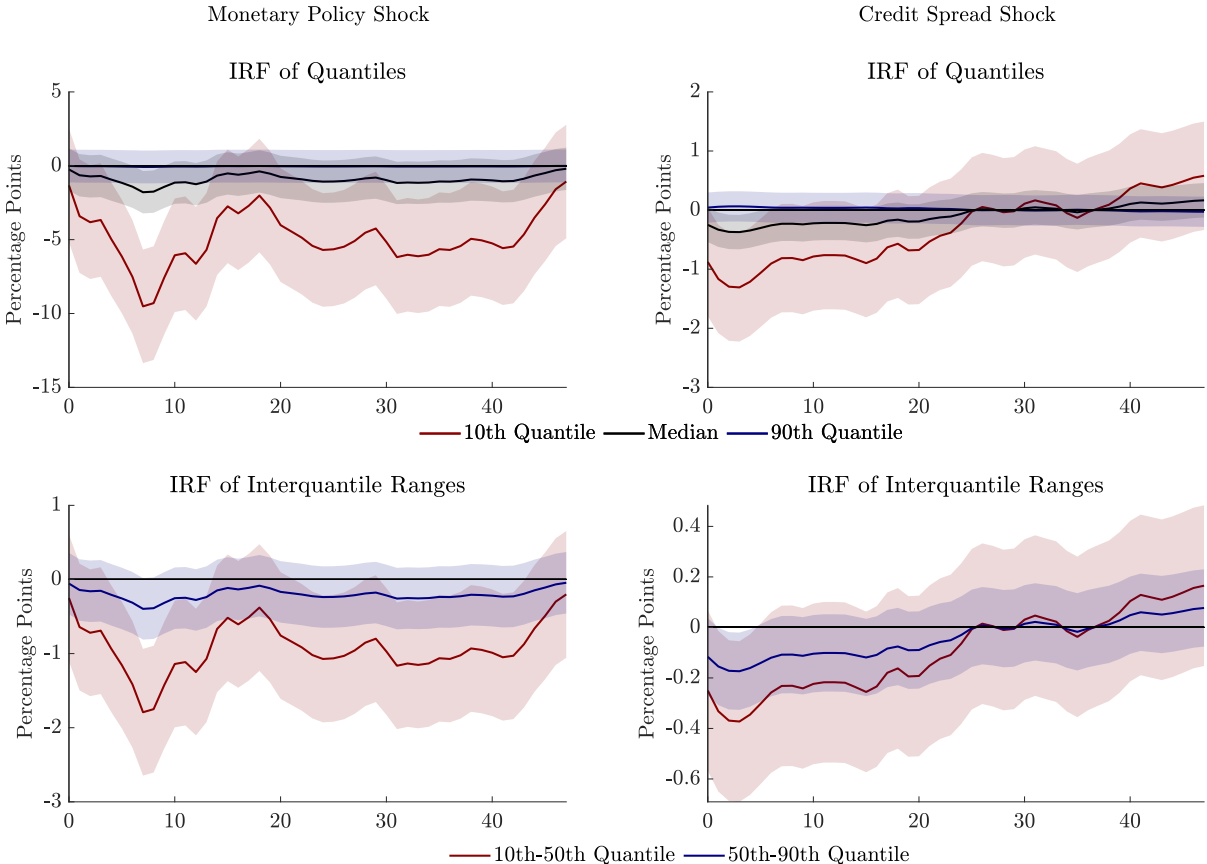 Monetary Policy Shock
Credit Spread Shock
IRF of Quantiles
IRF of Quantiles
Percentage Points
5
0
-5
-10
-15
0 10 20 30 40
Percentage Points
2
1
0
-1
-2
-3
0 10 20 30 40
10th Quantile Median 90th Quantile
IRF of Interquantile Ranges
IRF of Interquantile Ranges
Percentage Points
1
0
-1
-2
-3
0 10 20 30 40
Percentage Points
0.4
0.2
0
-0.2
-0.4
-0.6
0 10 20 30 40
10th-50th Quantile 50th-90th Quantile